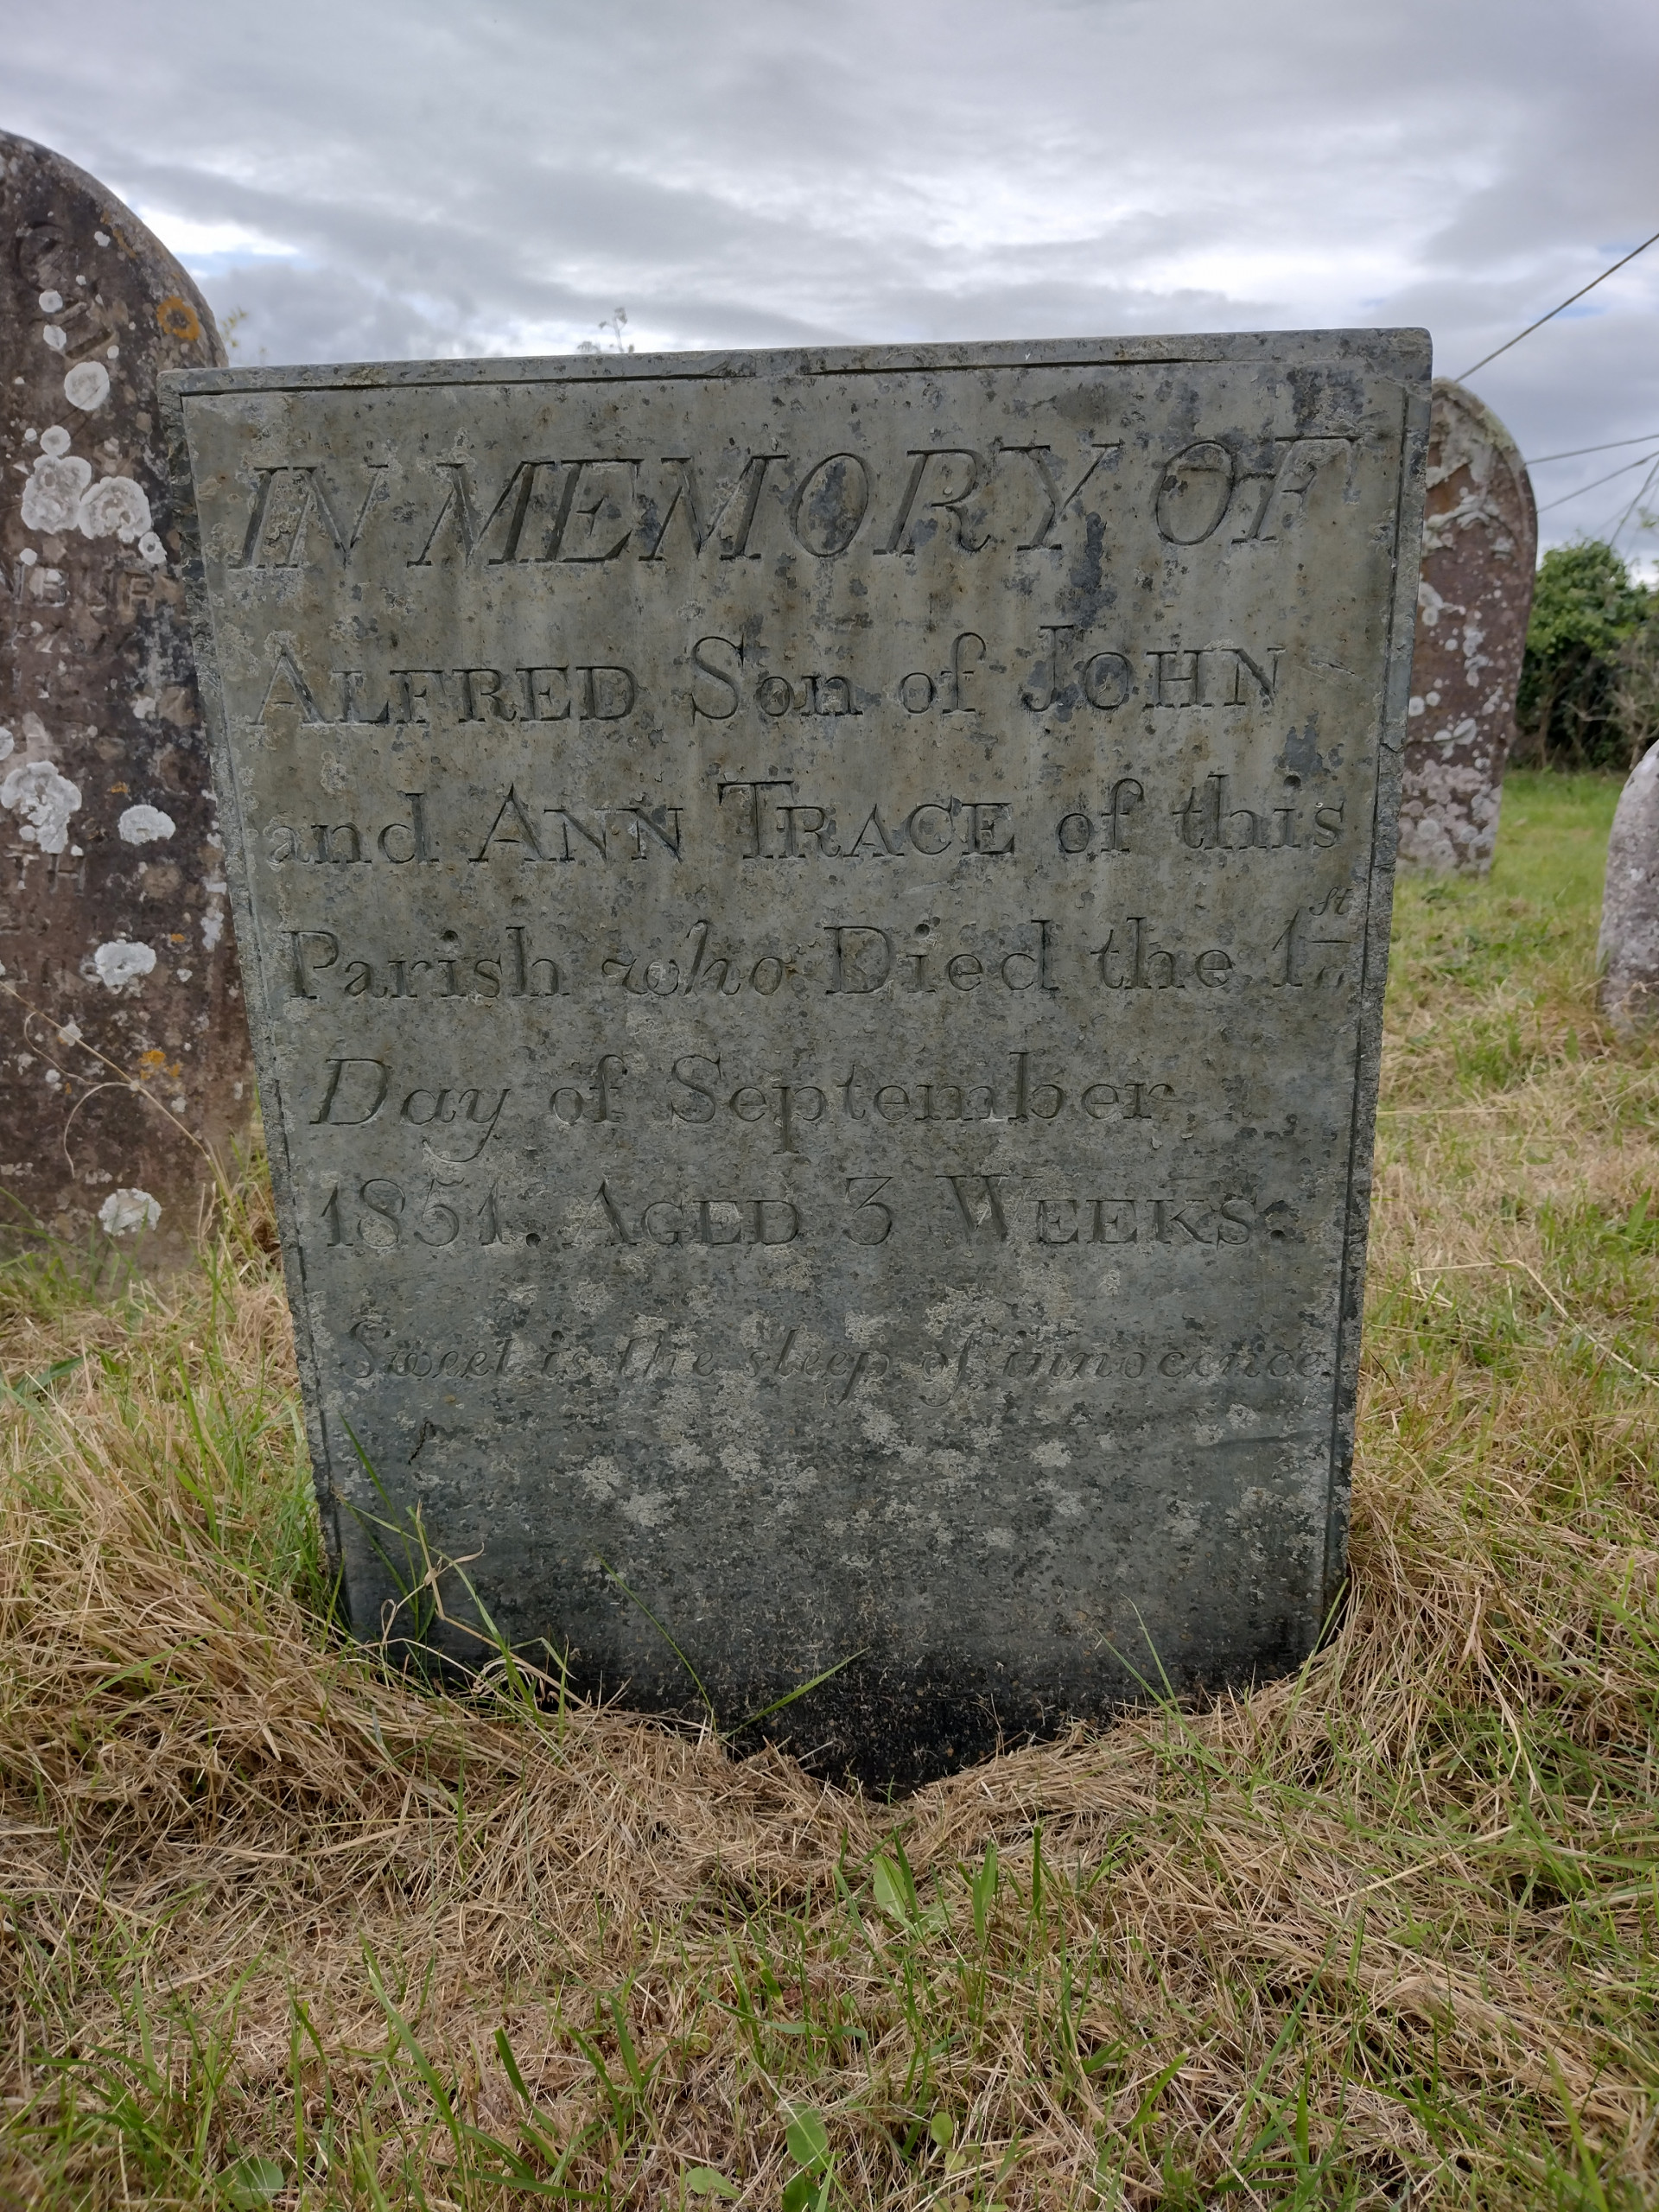 IN MEMORY OF
ALFRED Son of JOHN
and ANN TRACE of this
Parish who Died the 1st
Day of September
1851. AGED 3 WEEKS.
Sweet is the sleep of innocence